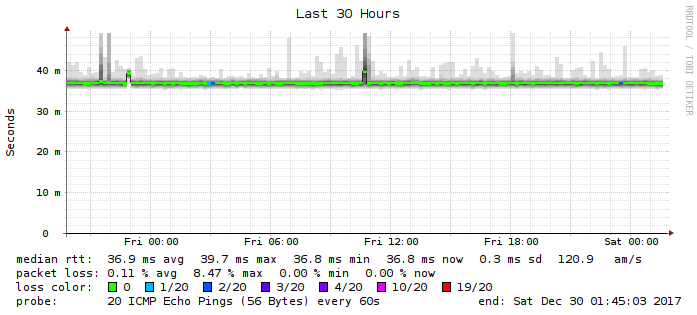 Last 30 Hours
RRDTOOL / TOBI OETIKER
Seconds
40 m
30 m
20 m
10 m
0
Fri 00:00 Fri 06:00 Fri 12:00 Fri 18:00 Sat 00:00
median rtt: 36.9 ms avg 39.7 ms max 36.8 ms min 36.8 ms now 0.3 ms sd 120.9 am/s
packet loss: 0.11 % avg 8.47 % max 0.00 % min 0.00 % now
loss color: 0 1/20 2/20 3/20 4/20 10/20 19/20
probe: 20 ICMP Echo Pings (56 Bytes) every 60s end: Sat Dec 30 01:45:03 2017